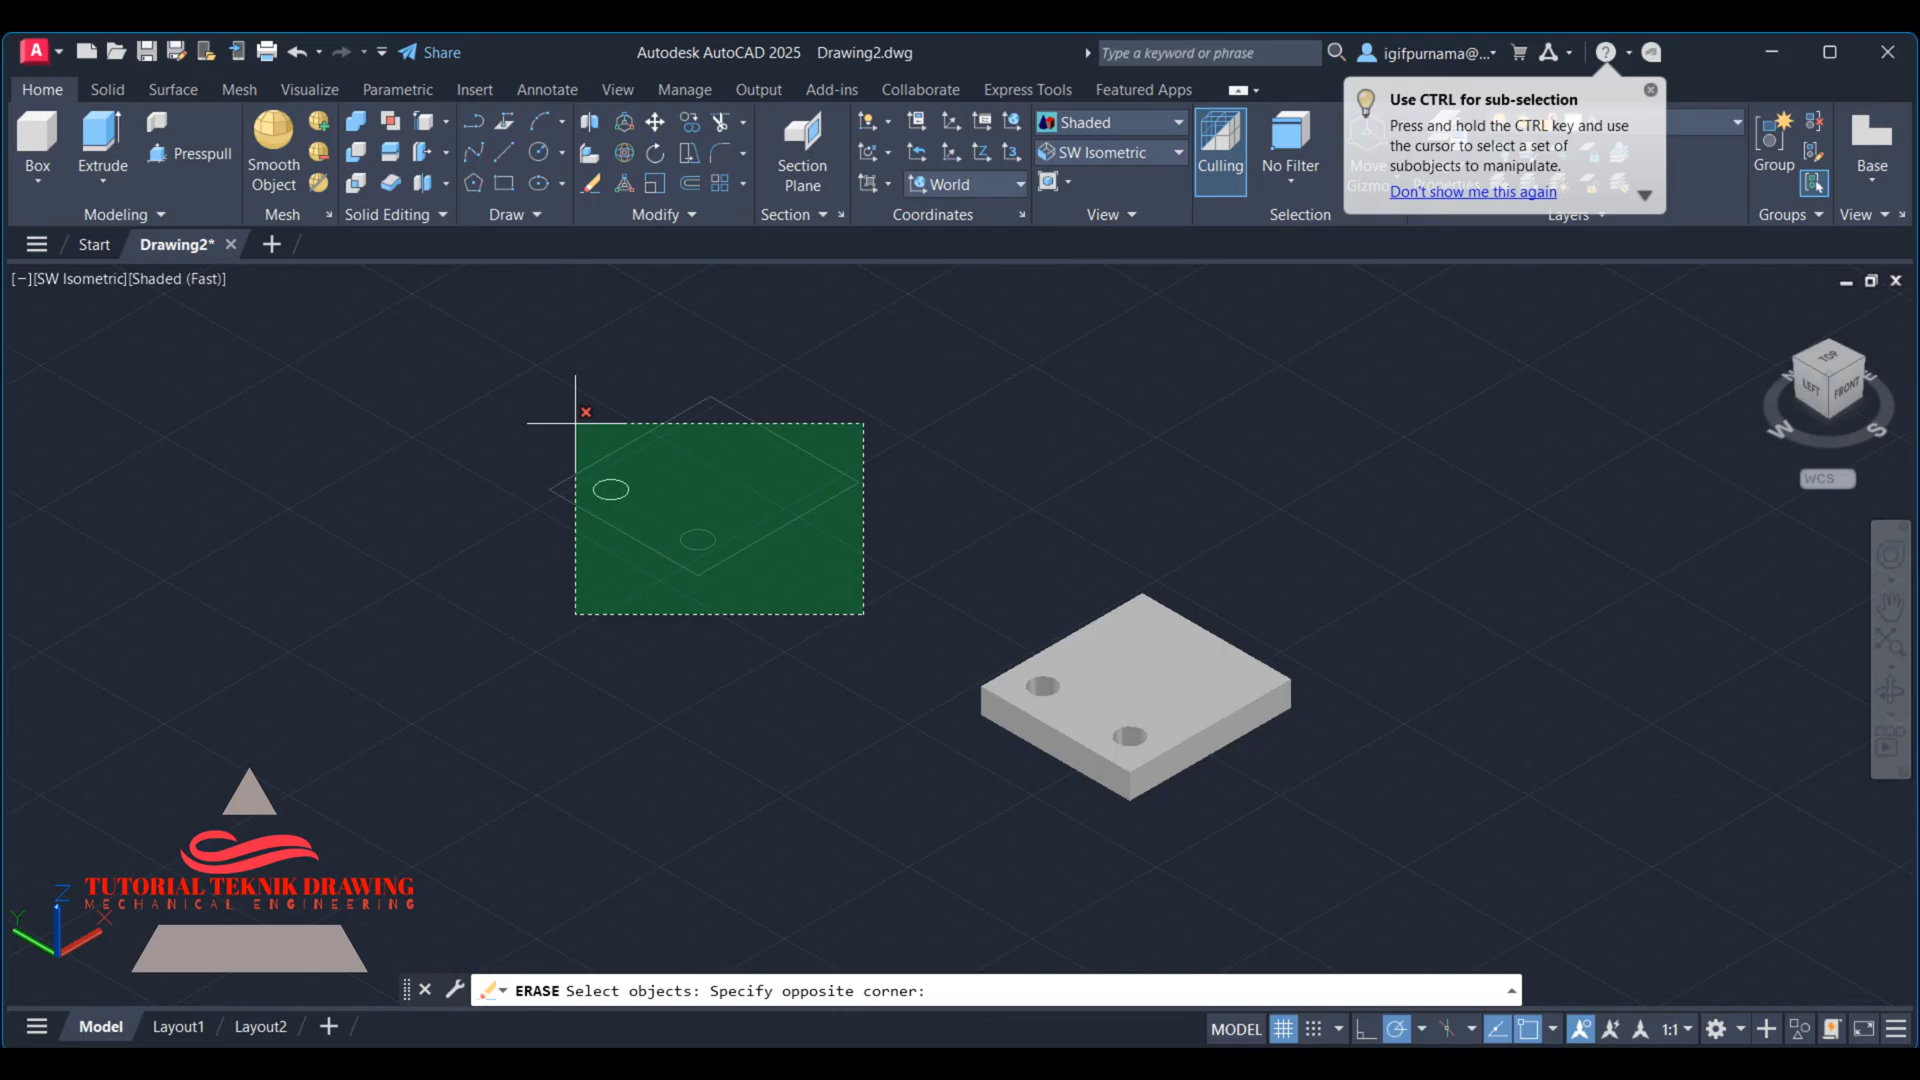 A
Share
Autodesk AutoCAD 2025 Drawing2.dwg
Type a keyword or phrase
igifpurnama@...
Home
Solid
Surface
Mesh
Visualize
Parametric
Insert
Annotate
View
Manage
Output
Add-ins
Collaborate
Express Tools
Featured Apps
Box
Extrude
Presspull
Smooth
Object
Section
Plane
World
Shaded
SW Isometric
Culling
No Filter
Move
Gizmo
Properties
Group
Base
Use CTRL for sub-selection
Press and hold the CTRL key and use
the cursor to select a set of
subobjects to manipulate.
Don't show me this again
Modeling
Mesh
Solid Editing
Draw
Modify
Section
Coordinates
View
Selection
Layers
Groups
View
Start
Drawing2*
[−][SW Isometric][Shaded (Fast)]
TOP
LEFT
FRONT
N
E
W
S
WCS
TUTORIAL TEKNIK DRAWING
MECHANICAL ENGINEERING
Z
Y
X
ERASE Select objects: Specify opposite corner:
Model
Layout1
Layout2
MODEL
1:1